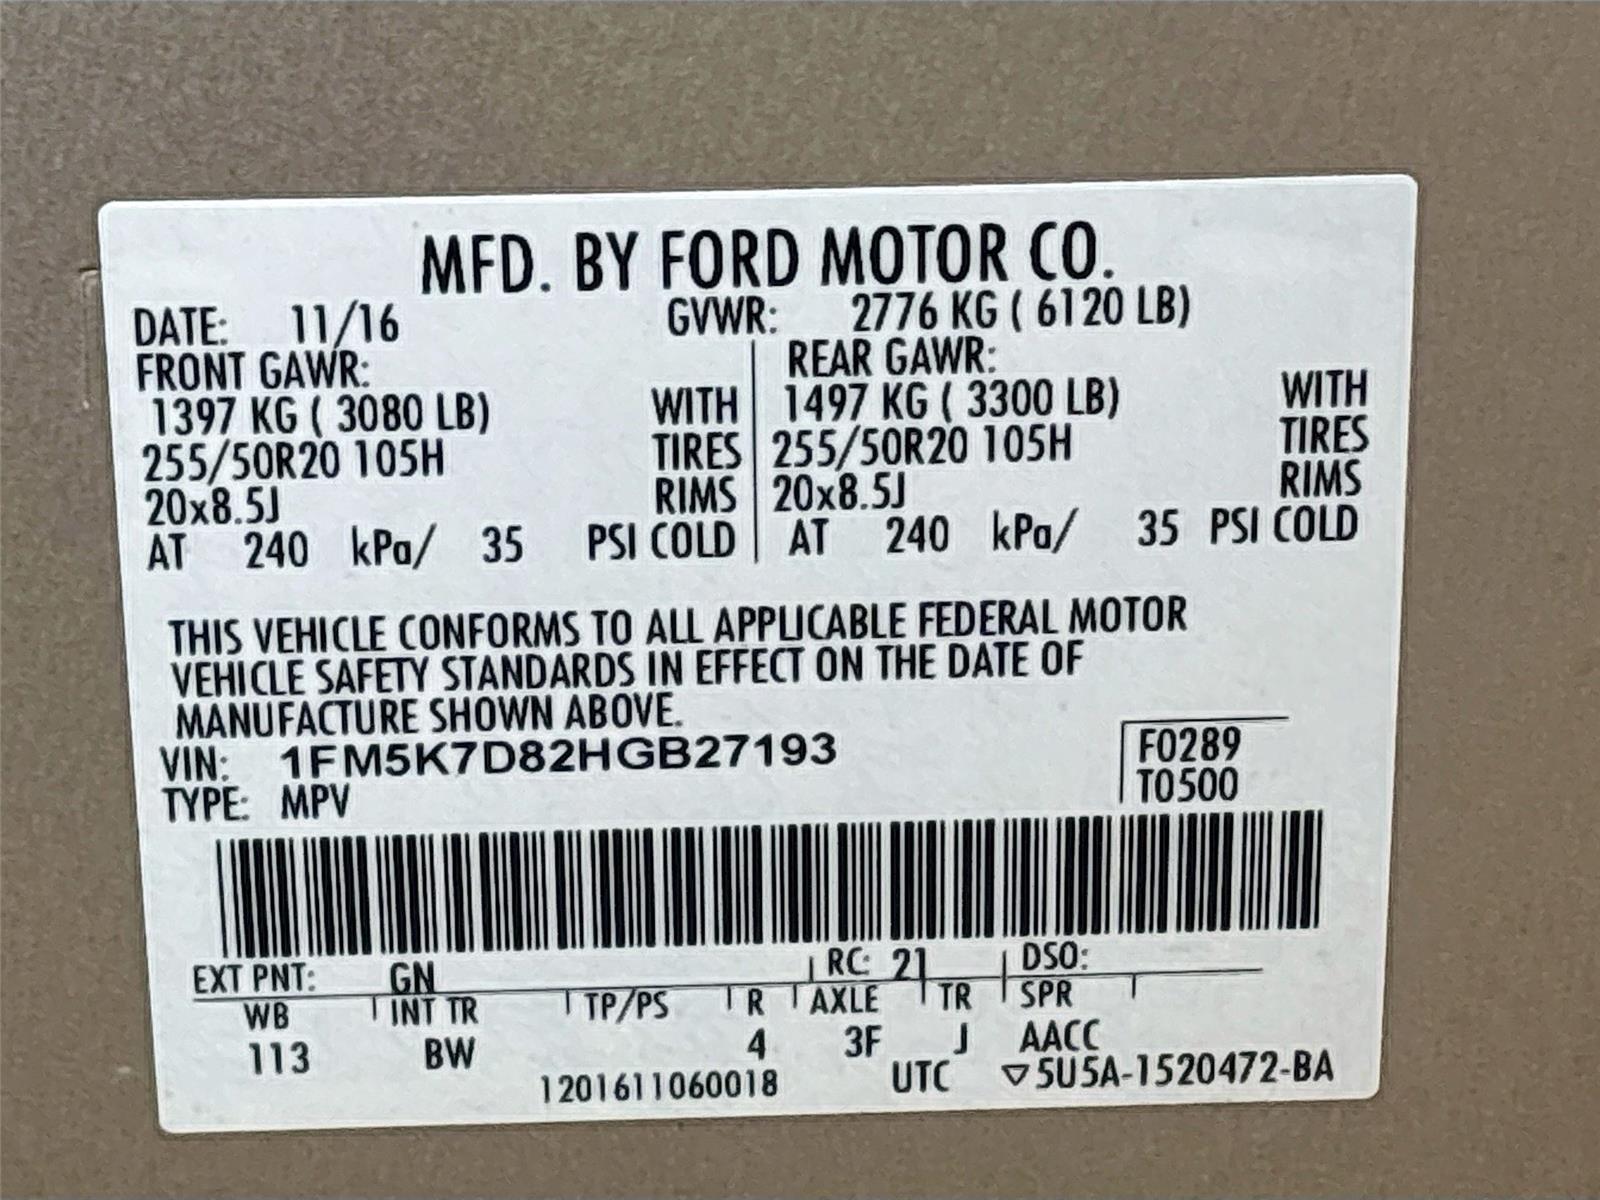 MFD. BY FORD MOTOR CO.
DATE: 11/16 GVWR: 2776 KG ( 6120 LB)
FRONT GAWR: REAR GAWR:
1397 KG ( 3080 LB) WITH 1497 KG ( 3300 LB) WITH
255/50R20 105H TIRES 255/50R20 105H TIRES
20x8.5J RIMS 20x8.5J RIMS
AT 240 kPa/ 35 PSI COLD AT 240 kPa/ 35 PSI COLD
THIS VEHICLE CONFORMS TO ALL APPLICABLE FEDERAL MOTOR
VEHICLE SAFETY STANDARDS IN EFFECT ON THE DATE OF
MANUFACTURE SHOWN ABOVE.
VIN: 1FM5K7D82HGB27193 F0289
TYPE: MPV T0500
EXT PNT: GN RC: 21 DSO:
WB INT TR TP/PS R AXLE TR SPR
113 BW 4 3F J AACC
1201611060018 UTC ▽5U5A-1520472-BA